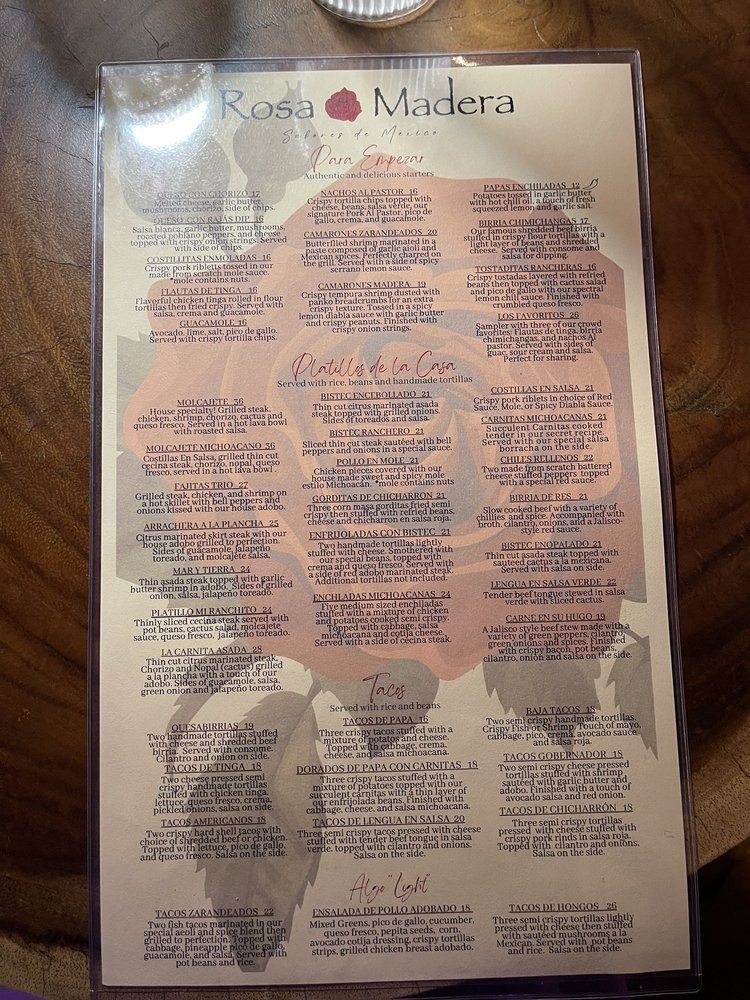 Rosa Madera
Sabores de Mexico
Para Empezar
Authentic and delicious starters
QUESO CON CHORIZO 17
Melted cheese, garlic butter,
mushrooms, chorizo, side of chips.
QUESO CON RAJAS DIP 16
Salsa blanca, garlic butter, mushrooms,
roasted poblano peppers, and cheese
topped with crispy onion strings. Served
with side of chips.
COSTILLITAS ENMOLADAS 16
Crispy pork ribletts tossed in our
made from scratch mole sauce.
*mole contains nuts.
FLAUTAS DE TINGA 16
Flavorful chicken tinga rolled in flour
tortillas then fried crispy. Served with
salsa, crema and guacamole.
GUACAMOLE 16
Avocado, lime, salt, pico de gallo.
Served with crispy tortilla chips.
NACHOS AL PASTOR 16
Crispy tortilla chips topped with
cheese, beans, salsa verde, our
signature Pork Al Pastor, pico de
gallo, crema, and guacamole.
CAMARONES ZARANDEADOS 20
Butterflied shrimp marinated in a
paste composed of garlic aioli and
Mexican spices. Perfectly charred on
the grill. Served with a side of spicy
serrano lemon sauce.
CAMARONES MADERA 19
Crispy tempura shrimp dusted with
panko breadcrumbs for an extra
crispy texture. Tossed in a spicy
lemon diabla sauce with garlic butter
and crispy peanuts. Finished with
crispy onion strings.
PAPAS ENCHILADAS 12
Potatoes tossed in garlic butter
with hot chili oil, a touch of fresh
squeezed lemon and garlic salt.
BIRRIA CHIMICHANGAS 17
Our famous shredded beef birria
stuffed in crispy flour tortillas with a
light layer of beans and shredded
cheese. Served with consome and
salsa for dipping.
TOSTADITAS RANCHERAS 16
Crispy tostadas layered with refried
beans then topped with cactus salad
and pico de gallo with our spectral
lemon chili sauce. Finished with
crumbled queso fresco.
LOS FAVORITOS 26
Sampler with three of our crowd
favorites: Flautas de tinga, birria
chimichangas, and nachos Al
pastor. Served with sides of
guac, sour cream and salsa.
Perfect for sharing.
Platillos de la Casa
Served with rice, beans and handmade tortillas
MOLCAJETE 36
House specialty! Grilled steak,
chicken, shrimp, chorizo, cactus and
queso fresco. Served in a hot lava bowl
with roasted salsa.
MOLCAJETE MICHOACANO 36
Costillas En Salsa, grilled thin cut
cecina steak, chorizo, nopal, queso
fresco, served in a hot lava bowl .
FAJITAS TRIO 27
Grilled steak, chicken, and shrimp on
a hot skillet with bell peppers and
onions kissed with our house adobo.
ARRACHERA A LA PLANCHA 25
Citrus marinated skirt steak with our
house adobo grilled to perfection.
Sides of guacamole, jalapeño
toreado, and molcajete salsa.
MAR Y TIERRA 24
Thin asada steak topped with garlic
butter shrimp in adobo. Sides of grilled
onion, salsa, jalapeño toreado.
PLATILLO MI RANCHITO 24
Thinly sliced cecina steak served with
pot beans, cactus salad, molcajete
sauce, queso fresco, jalapeño toreado.
LA CARNITA ASADA 28
Thin cut citrus marinated steak,
Chorizo and Nopal (cactus) grilled
a la plancha with a touch of our
adobo. Sides of guacamole, salsa,
green onion and jalapeño toreado.
BISTEC ENCEBOLLADO 21
Thin cut citrus marinated asada
steak topped with grilled onions.
Sides of toreados and salsa.
BISTEC RANCHERO 21
Sliced thin cut steak sautéed with bell
peppers and onions in a special sauce.
POLLO EN MOLE 21
Chicken pieces covered with our
house made sweet and spicy mole
estilo Michoacan. *mole contains nuts
GORDITAS DE CHICHARRON 21
Three corn masa gorditas fried semi
crispy then stuffed with refried beans,
cheese and chicharron en salsa roja.
ENFRIJOLADAS CON BISTEC 21
Two handmade tortillas lightly
stuffed with cheese. Smothered with
our special beans, topped with
crema and queso fresco. Served with
a side of red adobo marinated steak.
Additional tortillas not included.
ENCHILADAS MICHOACANAS 24
Five medium sized enchiladas
stuffed with a mixture of chicken
and potatoes cooked semi crispy.
Topped with cabbage, salsa
michoacana and cotija cheese.
Served with a side of cecina steak.
COSTILLAS EN SALSA 21
Crispy pork riblets in choice of Red
Sauce, Mole, or Spicy Diabla Sauce.
CARNITAS MICHOACANAS 21
Succulent Carnitas cooked
tender in our secret recipe.
Served with our special salsa
borracha on the side.
CHILES RELLENOS 22
Two made from scratch battered
cheese stuffed peppers topped
with a special red sauce.
BIRRIA DE RES 21
Slow cooked beef with a variety of
chillies and spice. Accompanied with
broth, cilantro, onions, and a Jalisco-
style red salsa.
BISTEC ENOPALADO 21
Thin cut asada steak topped with
sauteed cactus a la mexicana.
Served with salsa on side.
LENGUA EN SALSA VERDE 22
Tender beef tongue stewed in salsa
verde with sliced cactus.
CARNE EN SU HUGO 19
A Jalisco style beef stew made with a
variety of green peppers, cilantro,
green onions and spices. Finished
with crispy bacon, pot beans,
cilantro, onion and salsa on the side.
Tacos
Served with rice and beans
QUESABIRRIAS 19
Two handmade tortillas stuffed
with cheese and shredded beef
birria. Served with consome.
Cilantro and onion on side.
TACOS DE TINGA 18
Two cheese pressed semi
crispy handmade tortillas
stuffed with chicken tinga,
lettuce, queso fresco, crema,
pickled onions, salsa on side.
TACOS AMERICANOS 18
Two crispy hard shell tacos with
choice of shredded beef or chicken.
Topped with lettuce, pico de gallo,
and queso fresco. Salsa on the side.
TACOS DE PAPA 16
Three crispy tacos stuffed with a
mixture of potatos and cheese.
Topped with cabbage, crema,
cheese, and salsa michoacana.
DORADOS DE PAPA CON CARNITAS 18
Three crispy tacos stuffed with a
mixture of potatoes topped with our
succulent carnitas with a thin layer of
our enfrijolada beans. Finished with
cabbage, cheese, and salsa michoacana.
TACOS DE LENGUA EN SALSA 20
Three semi crispy tacos pressed with cheese
stuffed with tender beef tongue in salsa
verde. topped with cilantro and onions.
Salsa on the side.
BAJA TACOS 18
Two semi crispy handmade tortillas.
Crispy Fish or Shrimp, Touch of mayo,
cabbage, pico, crema, avocado sauce
and salsa roja.
TACOS GOBERNADOR 18
Two semi crispy cheese pressed
tortillas stuffed with shrimp
sautéed with garlic butter and
adobo. Finished with a touch of
avocado salsa and red onion.
TACOS DE CHICHARRÓN 18
Three semi crispy tortillas
pressed with cheese stuffed with
crispy pork rinds in salsa roja.
Topped with cilantro and onions.
Salsa on the side.
Algo "Light"
TACOS ZARANDEADOS 22
Two fish tacos marinated in our
special aeoli and spice blend then
grilled to perfection. Topped with
cabbage, pineapple pico de gallo,
guacamole, and salsa. Served with
pot beans and rice.
ENSALADA DE POLLO ADOBADO 18
Mixed Greens, pico de gallo, cucumber,
queso fresco, pepita seeds, corn,
avocado cotija dressing, crispy tortillas
strips, grilled chicken breast adobado.
TACOS DE HONGOS 26
Three semi crispy tortillas lightly
pressed with cheese then stuffed
with sautéed mushrooms a la
Mexican. Served with pot beans
and rice. Salsa on the side.